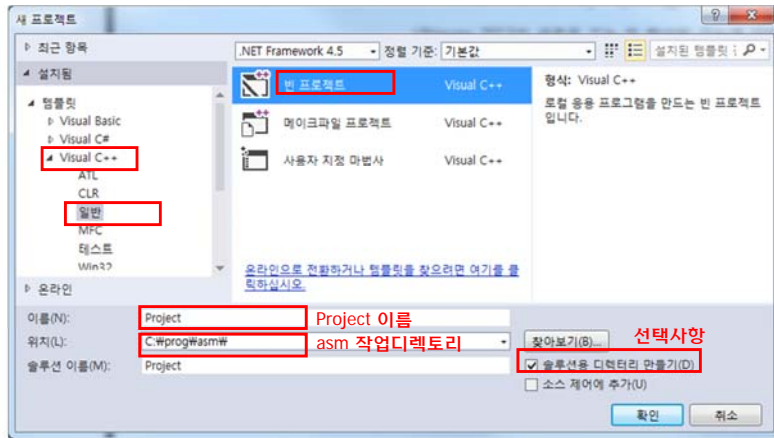 새 프로젝트
최근 항목
.NET Framework 4.5 정렬 기준: 기본값
설치된 템플릿
설치됨
템플릿
Visual Basic
Visual C#
Visual C++
ATL
CLR
일반
MFC
테스트
Win32
온라인
빈 프로젝트 Visual C++
메이크파일 프로젝트 Visual C++
사용자 지정 마법사 Visual C++
온라인으로 전환하거나 템플릿을 찾으려면 여기를 클
릭하십시오.
형식: Visual C++
로컬 응용 프로그램을 만드는 빈 프로젝트
입니다.
이름(N): Project Project 이름
위치(L): C:₩prog₩asm₩ asm 작업디렉토리 찾아보기(B)... 선택사항
솔루션 이름(M): Project 솔루션용 디렉터리 만들기(D)
소스 제어에 추가(U)
확인 취소